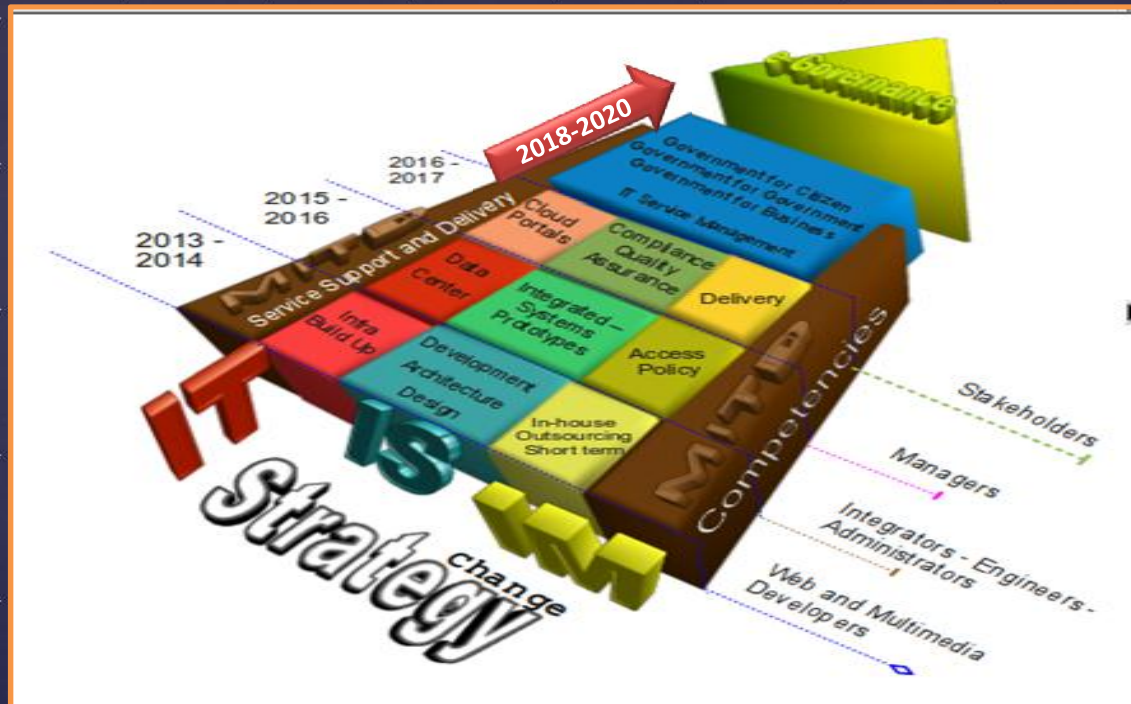 e-Governance
2018-2020
Government for Citizen
Government for Government
Government for Business
IT Service Management
2016 -
2017
2015 -
2016
2013 -
2014
Service Support and Delivery
Cloud
Portals
Compliance
Quality
Assurance
Delivery
Data
Center
Integrated –
Systems
Prototypes
Access
Policy
Infra
Build Up
Development
Architecture
Design
In-house
Outsourcing
Short term
MITD
Competencies
IT
IS
IM
Strategy
Change
Stakeholders
Managers
Integrators - Engineers -
Administrators
Web and Multimedia
Developers